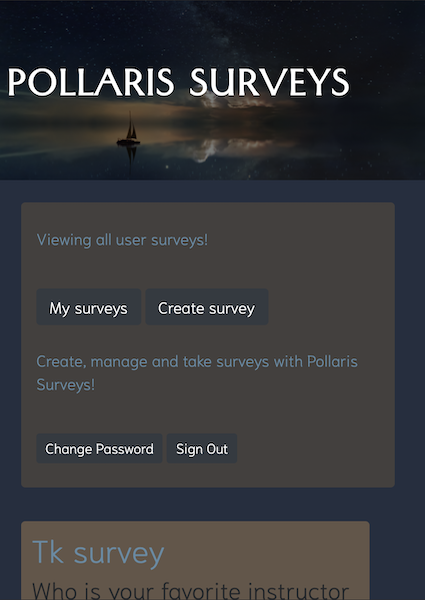 POLLARIS SURVEYS
Viewing all user surveys!
My surveys Create survey
Create, manage and take surveys with Pollaris
Surveys!
Change Password Sign Out
Tk survey
Who is your favorite instructor